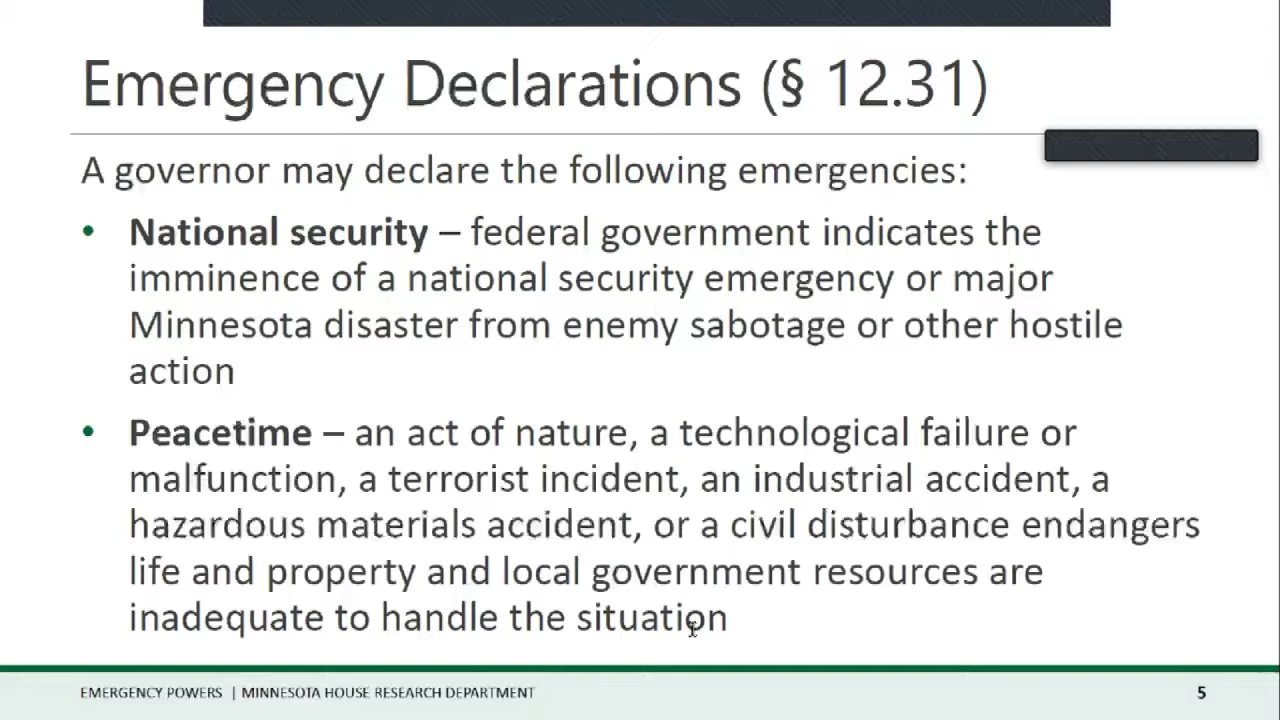 Emergency Declarations (§ 12.31)
A governor may declare the following emergencies:
• National security – federal government indicates the
imminence of a national security emergency or major
Minnesota disaster from enemy sabotage or other hostile
action
• Peacetime – an act of nature, a technological failure or
malfunction, a terrorist incident, an industrial accident, a
hazardous materials accident, or a civil disturbance endangers
life and property and local government resources are
inadequate to handle the situation
EMERGENCY POWERS | MINNESOTA HOUSE RESEARCH DEPARTMENT
5